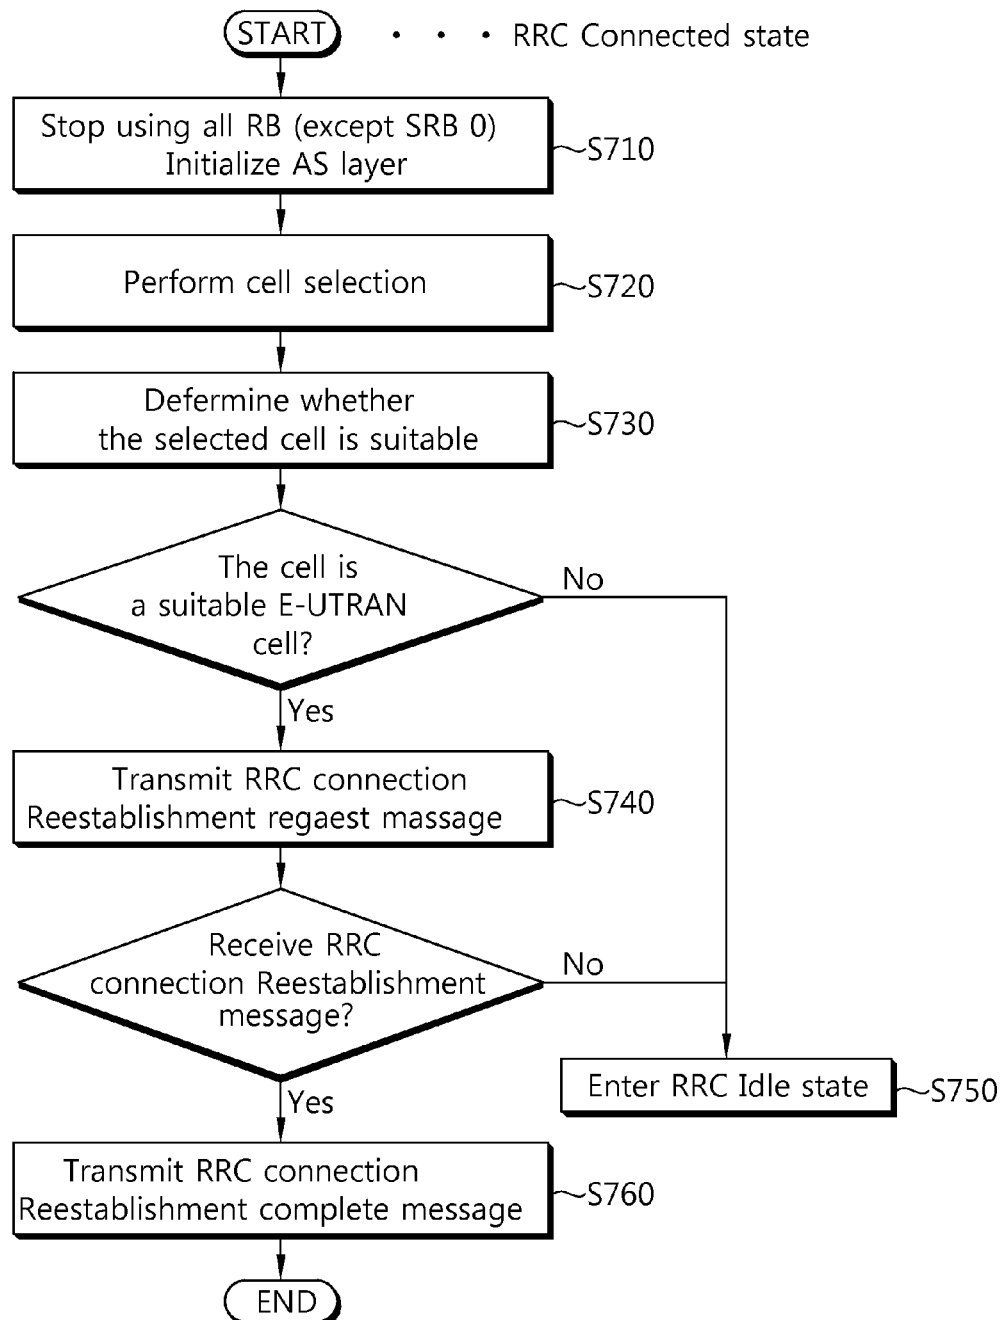 START · · · RRC Connected state
Stop using all RB (except SRB 0)
Initialize AS layer
S710
Perform cell selection
S720
Defermine whether
the selected cell is suitable
S730
The cell is
a suitable E-UTRAN
cell?
No
Yes
Transmit RRC connection
Reestablishment regaest massage
S740
Receive RRC
connection Reestablishment
message?
No
Enter RRC Idle state
S750
Yes
Transmit RRC connection
Reestablishment complete message
S760
END